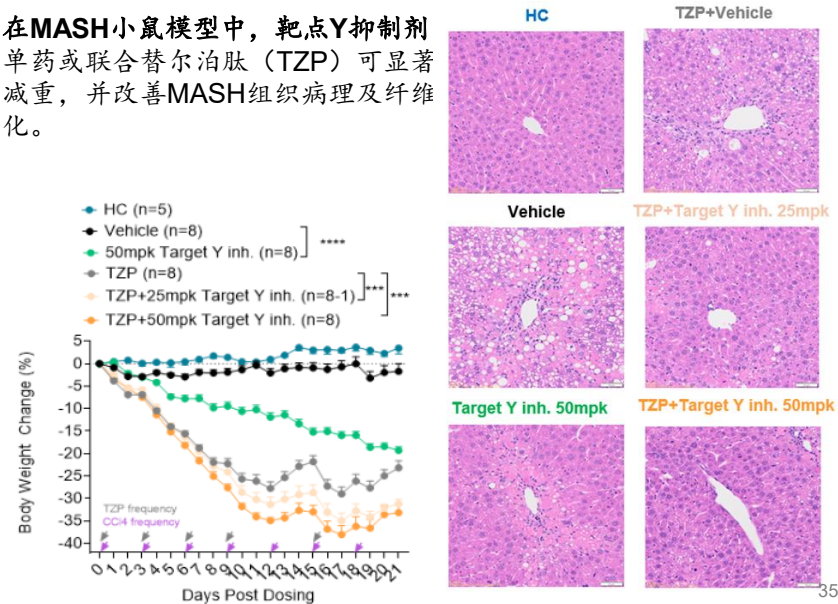 在MASH小鼠模型中，靶点Y抑制剂
单药或联合替尔泊肽（TZP）可显著
减重，并改善MASH组织病理及纤维
化。
HC
TZP+Vehicle
Vehicle
TZP+Target Y inh. 25mpk
Target Y inh. 50mpk
TZP+Target Y inh. 50mpk
HC (n=5)
Vehicle (n=8)
50mpk Target Y inh. (n=8)
****
TZP (n=8)
TZP+25mpk Target Y inh. (n=8-1)
***
***
TZP+50mpk Target Y inh. (n=8)
Body Weight Change (%)
5
0
-5
-10
-15
-20
-25
-30
-35
-40
TZP frequency
CCl4 frequency
0 1 2 3 4 5 6 7 8 9 10 11 12 13 14 15 16 17 18 19 20 21
Days Post Dosing
35